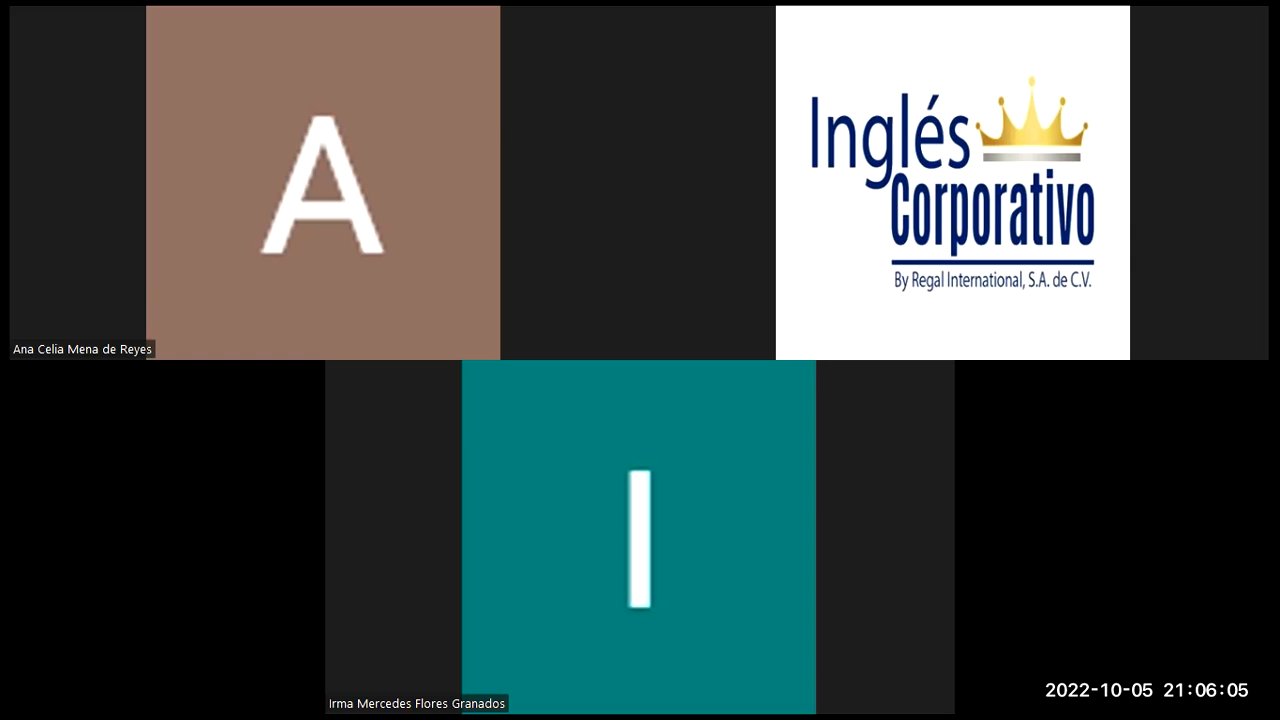 A
Ana Celia Mena de Reyes
Inglés
Corporativo
By Regal International, S.A. de C.V.
I
Irma Mercedes Flores Granados
2022-10-05 21:06:05